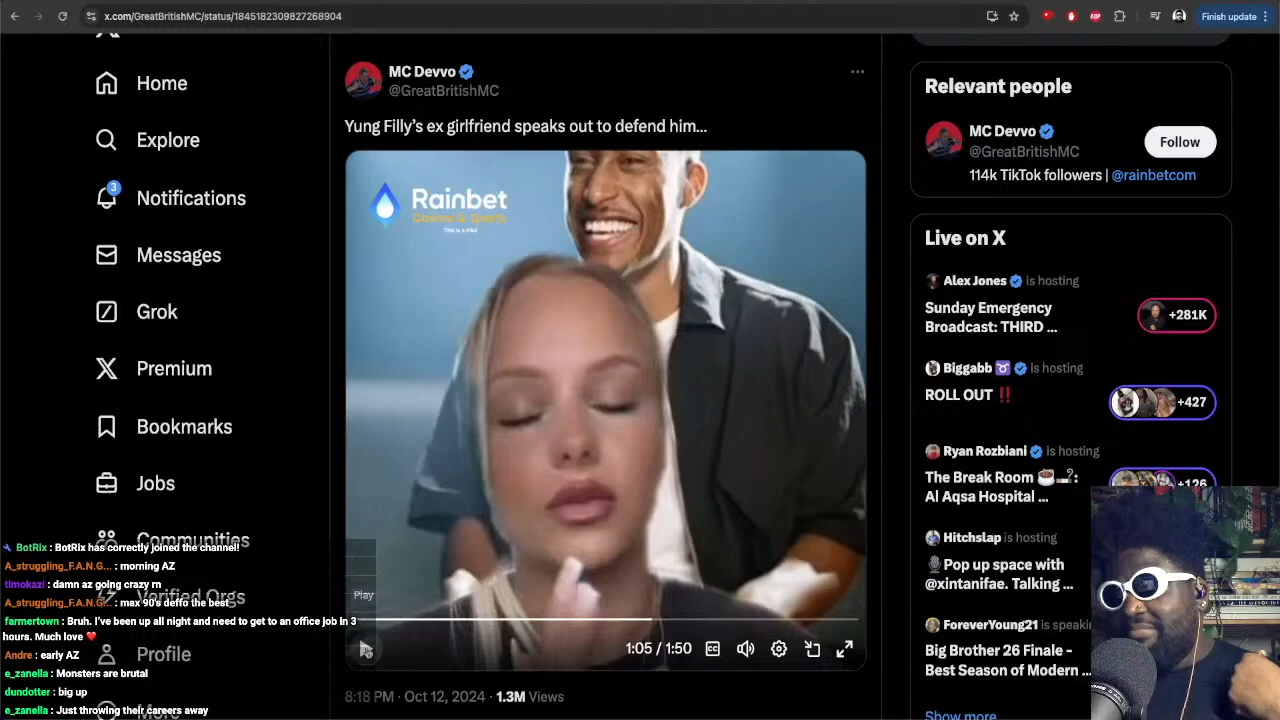 x.com/GreatBritishMC/status/1845182309827268904
Finish update
Home
Explore
3
Notifications
Messages
Grok
Premium
Bookmarks
Jobs
Communities
Verified Orgs
Profile
More
MC Devvo
@GreatBritishMC
Yung Filly's ex girlfriend speaks out to defend him...
Rainbet
Casino & Sports
This is a #Ad
Play
1:05 / 1:50
CC
8:18 PM · Oct 12, 2024 · 1.3M Views
Relevant people
MC Devvo
@GreatBritishMC
Follow
114k TikTok followers | @rainbetcom
Live on X
Alex Jones is hosting
Sunday Emergency
Broadcast: THIRD ...
+281K
Biggabb is hosting
ROLL OUT ‼️
+427
Ryan Rozbiani is hosting
The Break Room
Al Aqsa Hospital ...
+126
Hitchslap is hosting
Pop up space with
@xintanifae. Talking ...
ForeverYoung21 is speaki
Big Brother 26 Finale -
Best Season of Modern ...
Show more
BotRix : BotRix has correctly joined the channel!
A_struggling_F.A.N.G... : morning AZ
timokazi : damn az going crazy rn
A_struggling_F.A.N.G... : max 90's deffo the best
farmertown : Bruh. I've been up all night and need to get to an office job in 3
hours. Much love ❤️
Andre : early AZ
e_zanella : Monsters are brutal
dundotter : big up
e_zanella : Just throwing their careers away